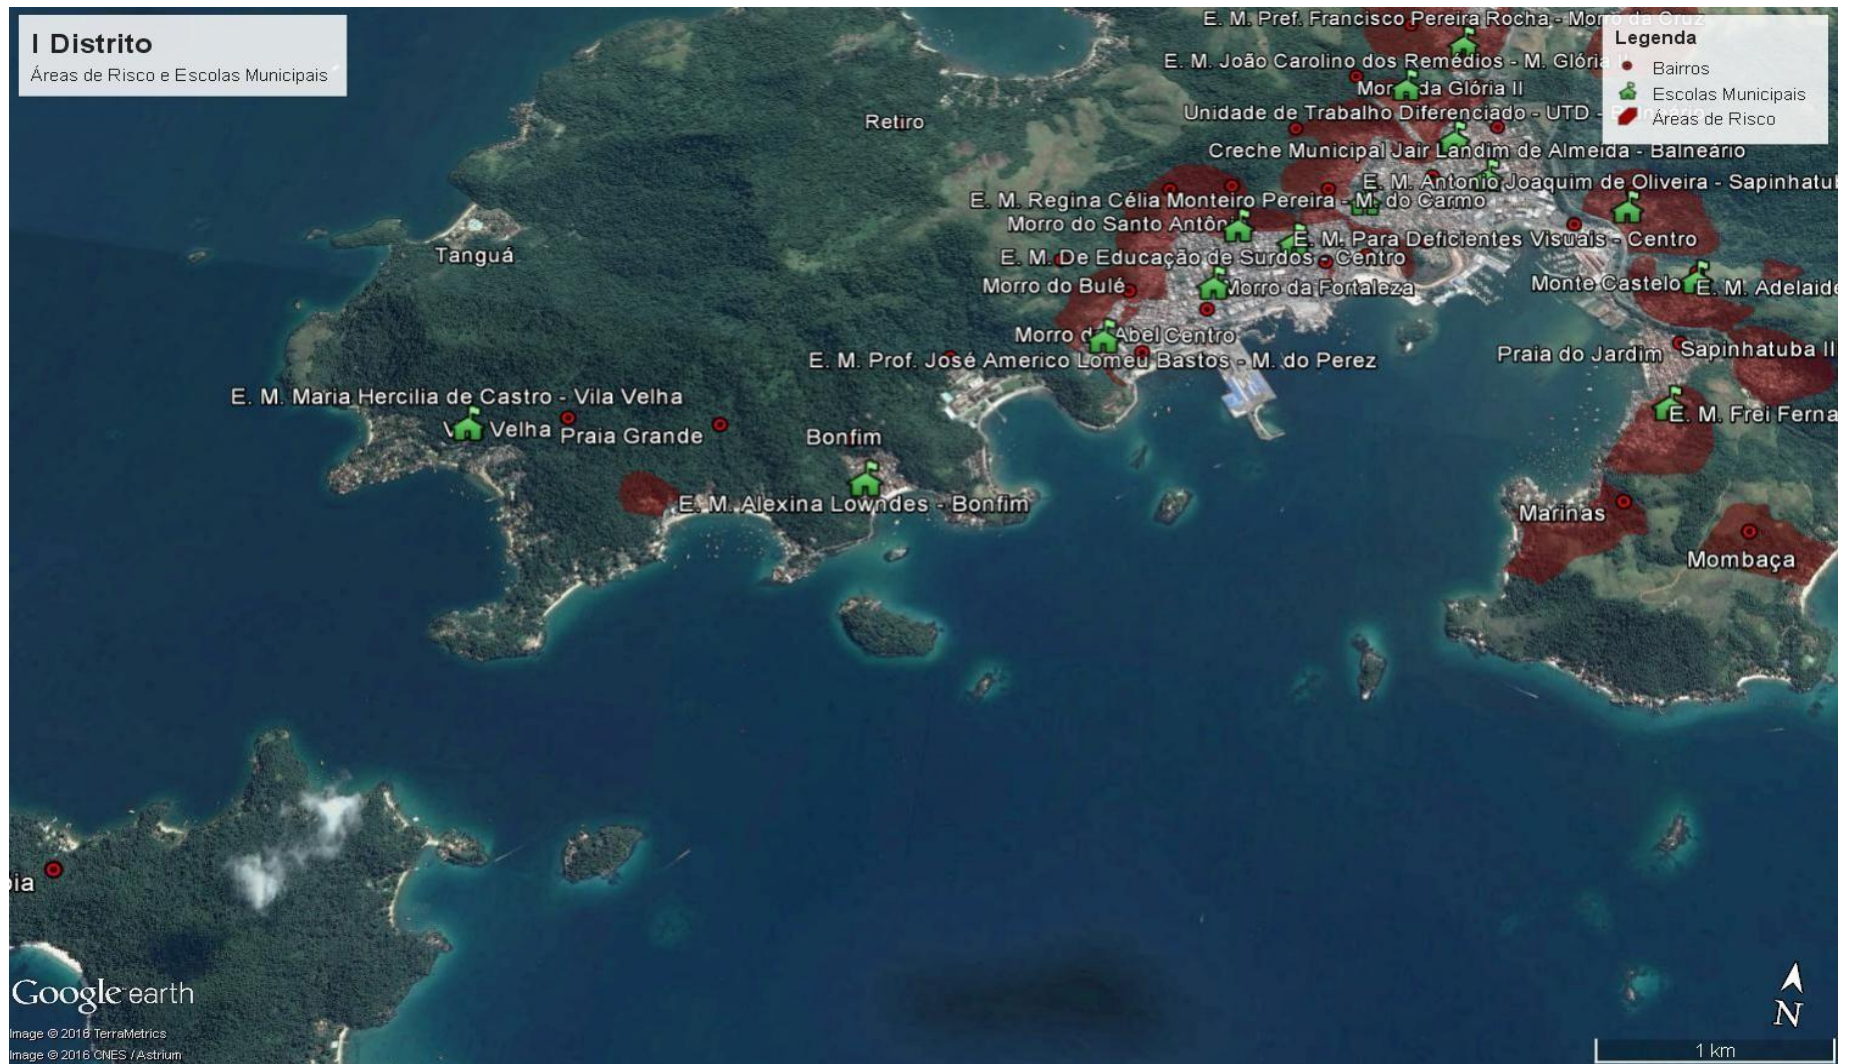 I Distrito
Áreas de Risco e Escolas Municipais
Legenda
Bairros
Escolas Municipais
Áreas de Risco
E. M. Pref. Francisco Pereira Rocha - Morro da Cruz
E. M. João Carolino dos Remédios - M. Glória I
da Glória II
Retiro
Unidade de Trabalho Diferenciado - UTD -
Creche Municipal Jair Landim de Almeida - Balneário
E. M. Antonio Joaquim de Oliveira - Sapinhatub
E. M. Regina Célia Monteiro Pereira - M. do Carmo
Morro do Santo Antôni
E. M. Para Deficientes Visuais - Centro
Tanguá
E. M. De Educação de Surdos - Centro
Morro do Bulé
Morro da Fortaleza
Monte Castelo
E. M. Adelaide
Morro do Abel
Centro
Praia do Jardim
Sapinhatuba II
E. M. Prof. José Americo Lomeu Bastos - M. do Perez
E. M. Maria Hercilia de Castro - Vila Velha
Velha
Praia Grande
Bonfim
E. M. Frei Ferna
E. M. Alexina Lowndes - Bonfim
Marinas
Mombaça
ia
Google earth
Image © 2016 TerraMetrics
Image © 2016 CNES / Astrium
N
1 km